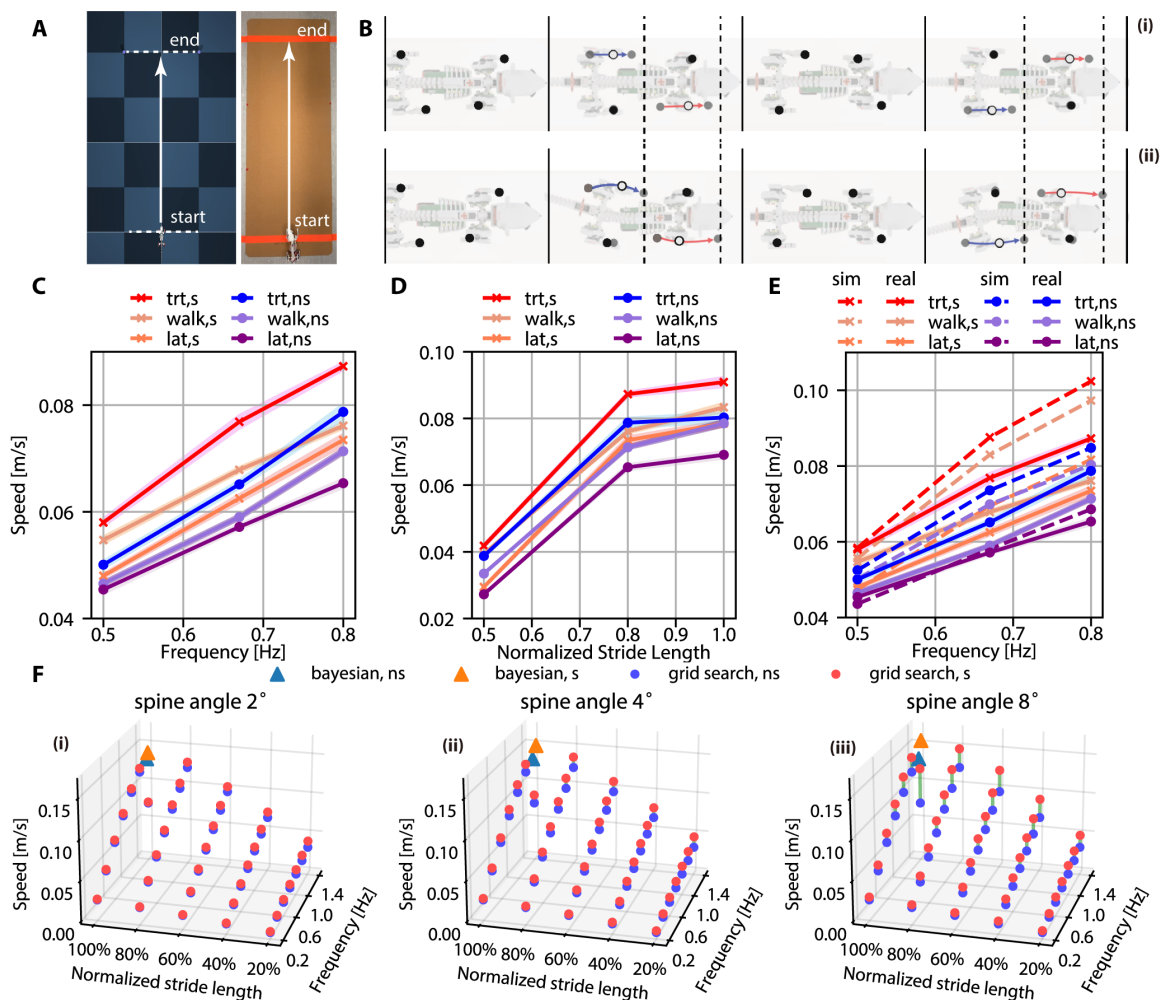 A
end
start
end
start
B
(i)
(ii)
C
trt,s
trt,ns
walk,s
walk,ns
lat,s
lat,ns
Speed [m/s]
0.08
0.06
0.04
0.5
0.6
0.7
0.8
Frequency [Hz]
D
trt,s
trt,ns
walk,s
walk,ns
lat,s
lat,ns
Speed [m/s]
0.10
0.08
0.06
0.04
0.02
0.5
0.6
0.7
0.8
0.9
1.0
Normalized Stride Length
E
sim real sim real
trt,s
trt,ns
walk,s
walk,ns
lat,s
lat,ns
Speed [m/s]
0.10
0.08
0.06
0.04
0.5
0.6
0.7
0.8
Frequency [Hz]
F
bayesian, ns
bayesian, s
grid search, ns
grid search, s
spine angle 2°
(i)
Speed [m/s]
0.15
0.10
0.05
0.00
100%
80%
60%
40%
20%
Normalized stride length
0.2
0.6
1.0
1.4
Frequency [Hz]
spine angle 4°
(ii)
Speed [m/s]
0.15
0.10
0.05
0.00
100%
80%
60%
40%
20%
Normalized stride length
0.2
0.6
1.0
1.4
Frequency [Hz]
spine angle 8°
(iii)
Speed [m/s]
0.15
0.10
0.05
0.00
100%
80%
60%
40%
20%
Normalized stride length
0.2
0.6
1.0
1.4
Frequency [Hz]